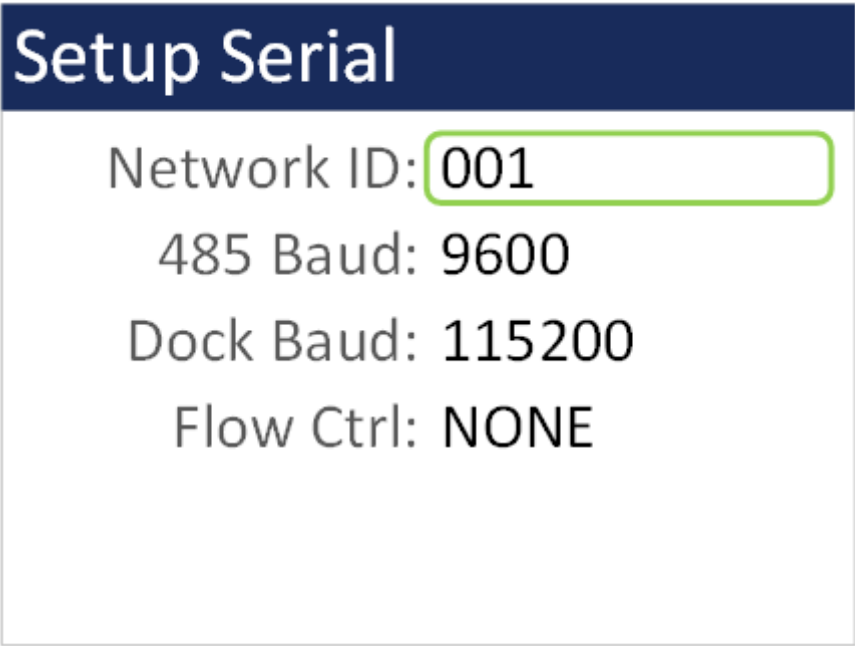 Setup Serial
Network ID: 001
485 Baud: 9600
Dock Baud: 115200
Flow Ctrl: NONE